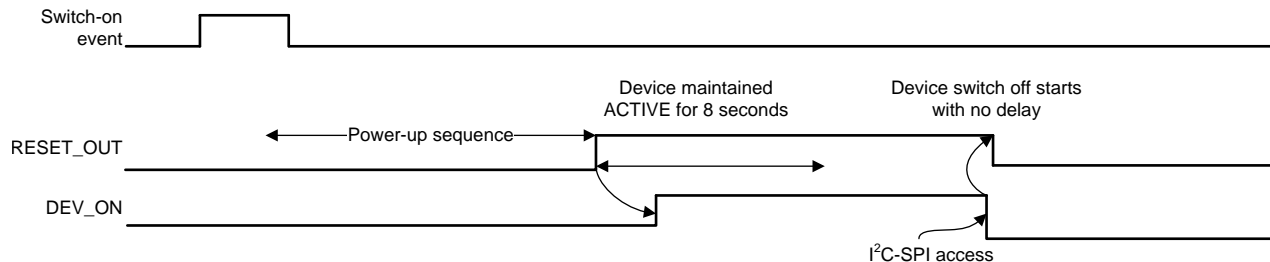 Switch-on
event
Device maintained
ACTIVE for 8 seconds
Device switch off starts
with no delay
Power-up sequence
RESET_OUT
DEV_ON
I²C-SPI access